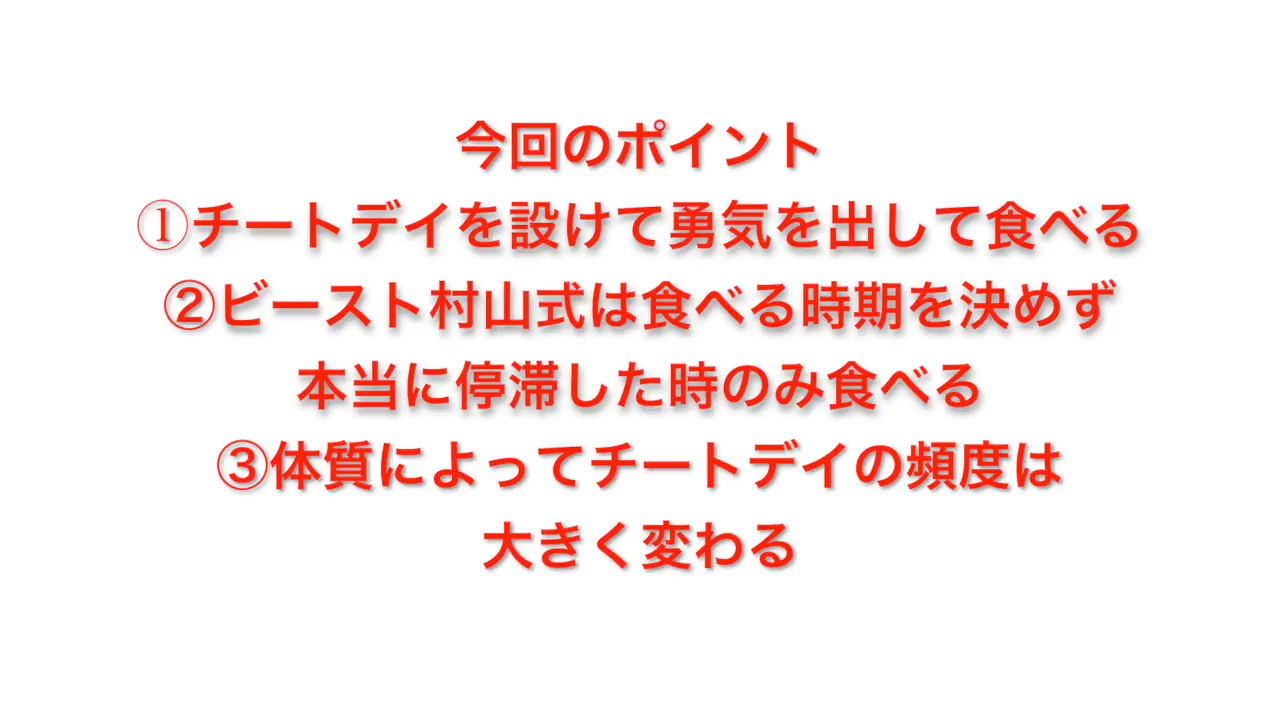 今回のポイント
①チートデイを設けて勇気を出して食べる
②ビースト村山式は食べる時期を決めず
本当に停滞した時のみ食べる
③体質によってチートデイの頻度は
大きく変わる